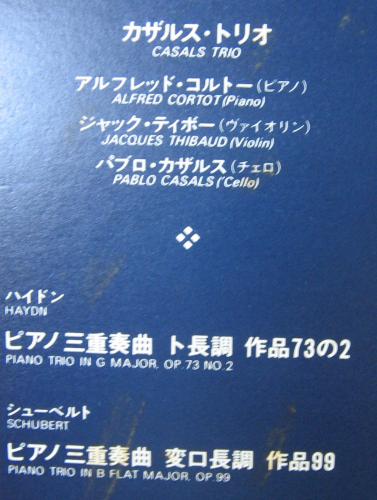 カザルス・トリオ
CASALS TRIO
アルフレッド・コルトー(ピアノ)
ALFRED CORTOT(Piano)
ジャック・ティボー(ヴァイオリン)
JACQUES THIBAUD(Violin)
パブロ・カザルス(チェロ)
PABLO CASALS('Cello)
ハイドン
HAYDN
ピアノ三重奏曲 ト長調 作品73の2
PIANO TRIO IN G MAJOR, OP.73 NO.2
シューベルト
SCHUBERT
ピアノ三重奏曲 変ロ長調 作品99
PIANO TRIO IN B FLAT MAJOR, OP.99